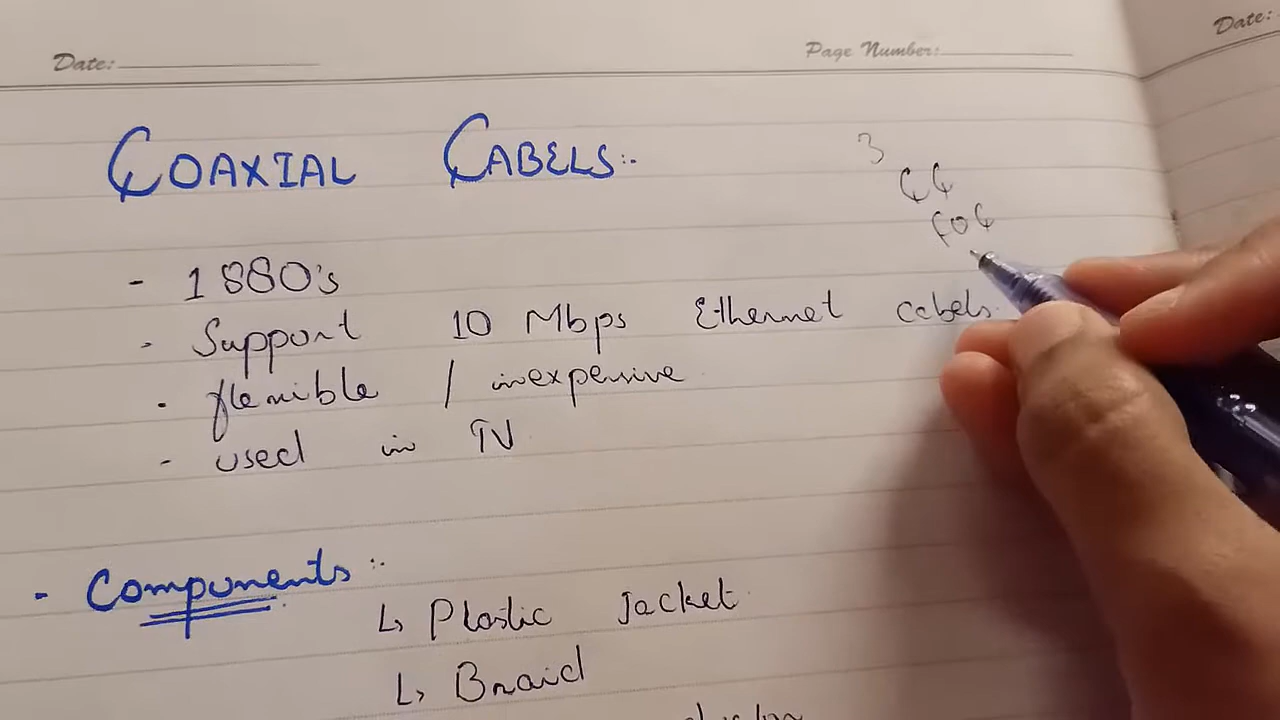 Date:
Page Number:
Date:
COAXIAL CABELS:-
3
CC
FOC
- 1880's
- Support 10 Mbps Ethernet cabels.
- flexible / inexpensive
- used in TV
- Components :-
↳ Plastic Jacket
↳ Braid